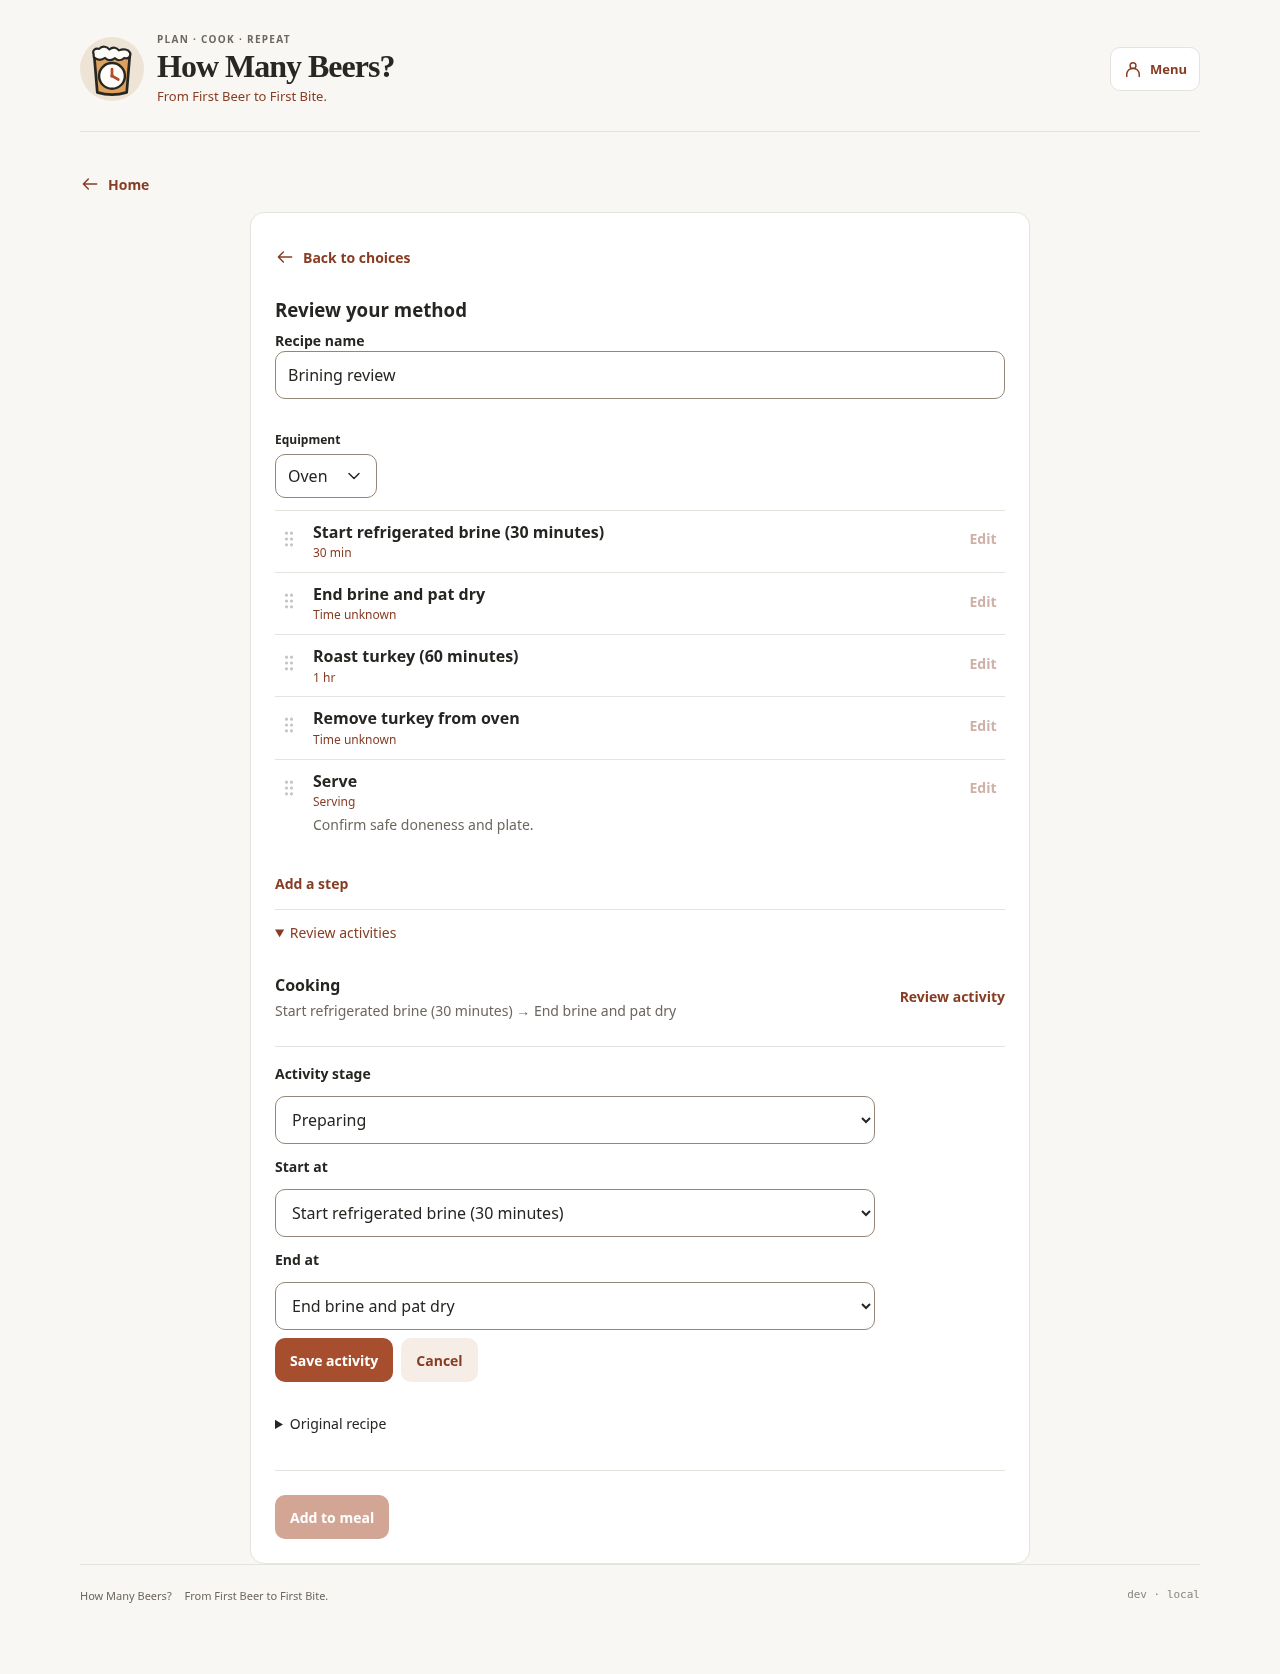 PLAN · COOK · REPEAT
How Many Beers?
From First Beer to First Bite.
Menu
Home
Back to choices
Review your method
Recipe name
Brining review
Equipment
Oven
Start refrigerated brine (30 minutes)
30 min
Edit
End brine and pat dry
Time unknown
Edit
Roast turkey (60 minutes)
1 hr
Edit
Remove turkey from oven
Time unknown
Edit
Serve
Serving
Confirm safe doneness and plate.
Edit
Add a step
Review activities
Cooking
Start refrigerated brine (30 minutes) → End brine and pat dry
Review activity
Activity stage
Preparing
Start at
Start refrigerated brine (30 minutes)
End at
End brine and pat dry
Save activity Cancel
Original recipe
Add to meal
How Many Beers? From First Beer to First Bite.
dev · local